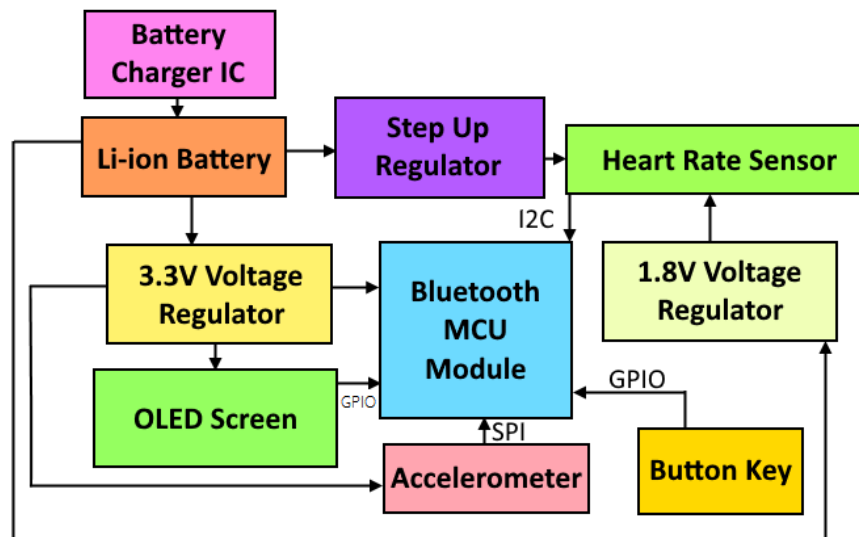 Battery
Charger IC
Li-ion Battery
Step Up
Regulator
Heart Rate Sensor
I2C
3.3V Voltage
Regulator
Bluetooth
MCU
Module
1.8V Voltage
Regulator
OLED Screen
GPIO
GPIO
SPI
Accelerometer
Button Key